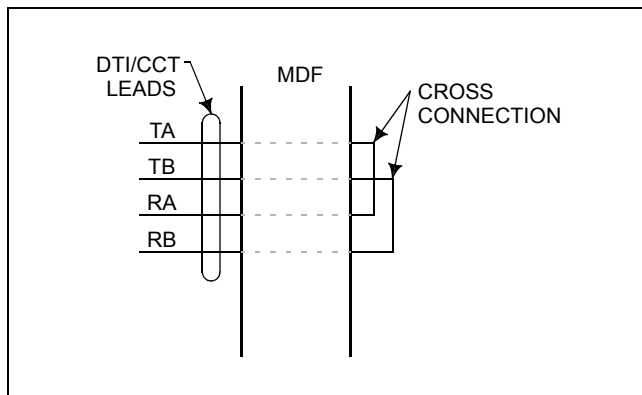 DTI/CCT
LEADS
MDF
CROSS
CONNECTION
TA
TB
RA
RB